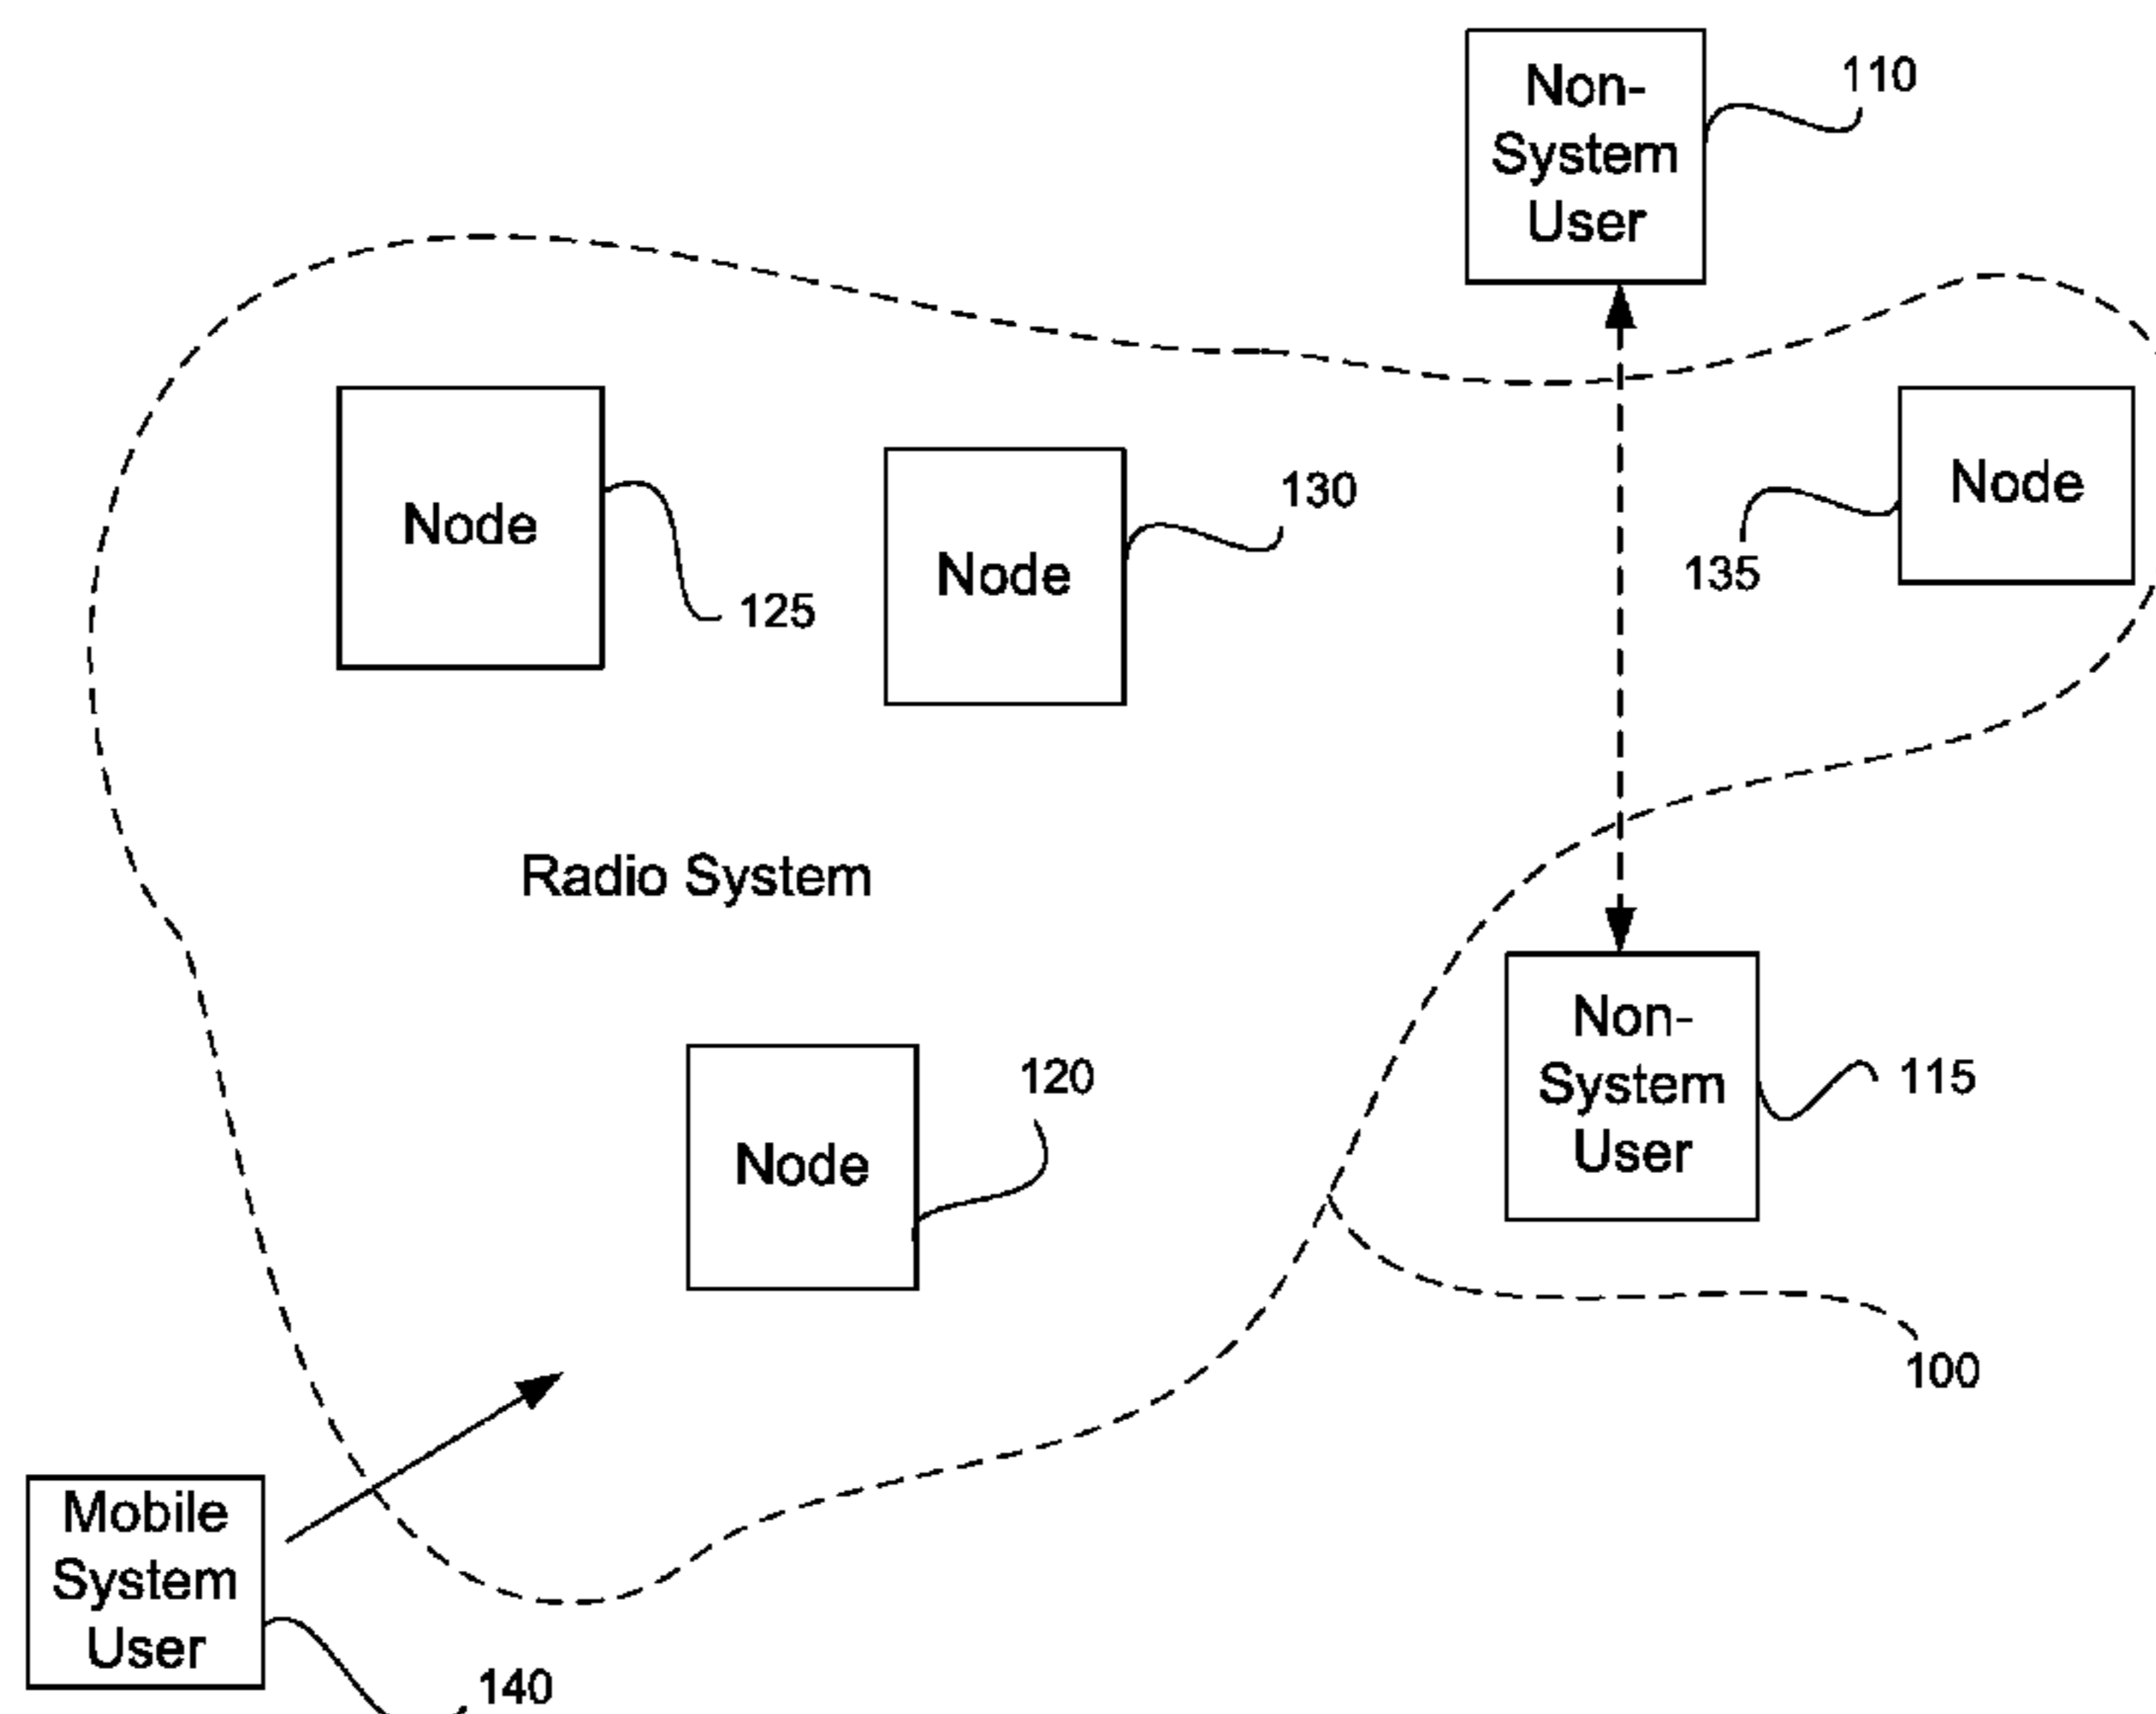 Non-
System
User
110
Node
125
Node
130
Node
135
Radio System
Node
120
Non-
System
User
115
100
Mobile
System
User
140